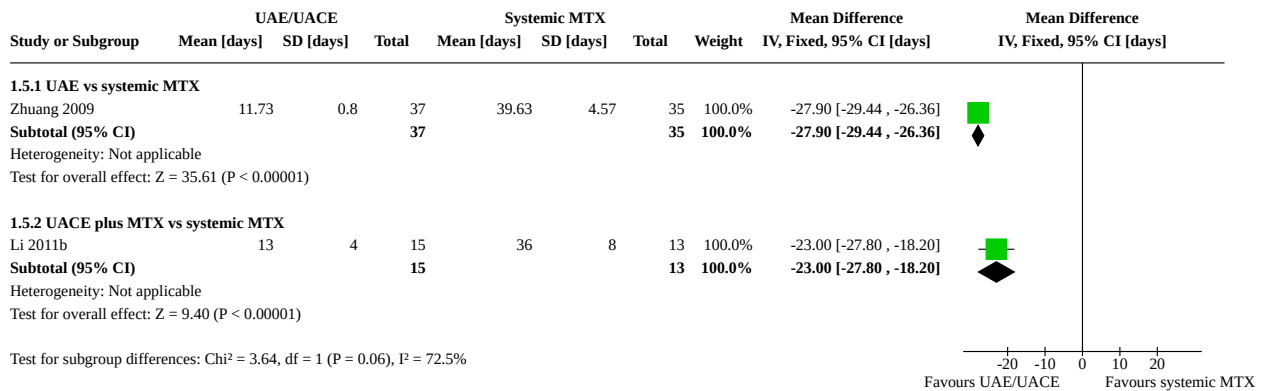 UAE/UACE Systemic MTX Mean Difference Mean Difference
Study or Subgroup Mean [days] SD [days] Total Mean [days] SD [days] Total Weight IV, Fixed, 95% CI [days] IV, Fixed, 95% CI [days]
1.5.1 UAE vs systemic MTX
Zhuang 2009 11.73 0.8 37 39.63 4.57 35 100.0% -27.90 [-29.44 , -26.36]
Subtotal (95% CI) 37 35 100.0% -27.90 [-29.44 , -26.36]
Heterogeneity: Not applicable
Test for overall effect: Z = 35.61 (P < 0.00001)
1.5.2 UACE plus MTX vs systemic MTX
Li 2011b 13 4 15 36 8 13 100.0% -23.00 [-27.80 , -18.20]
Subtotal (95% CI) 15 13 100.0% -23.00 [-27.80 , -18.20]
Heterogeneity: Not applicable
Test for overall effect: Z = 9.40 (P < 0.00001)
Test for subgroup differences: Chi² = 3.64, df = 1 (P = 0.06), I² = 72.5%
-20 -10 0 10 20
Favours UAE/UACE Favours systemic MTX